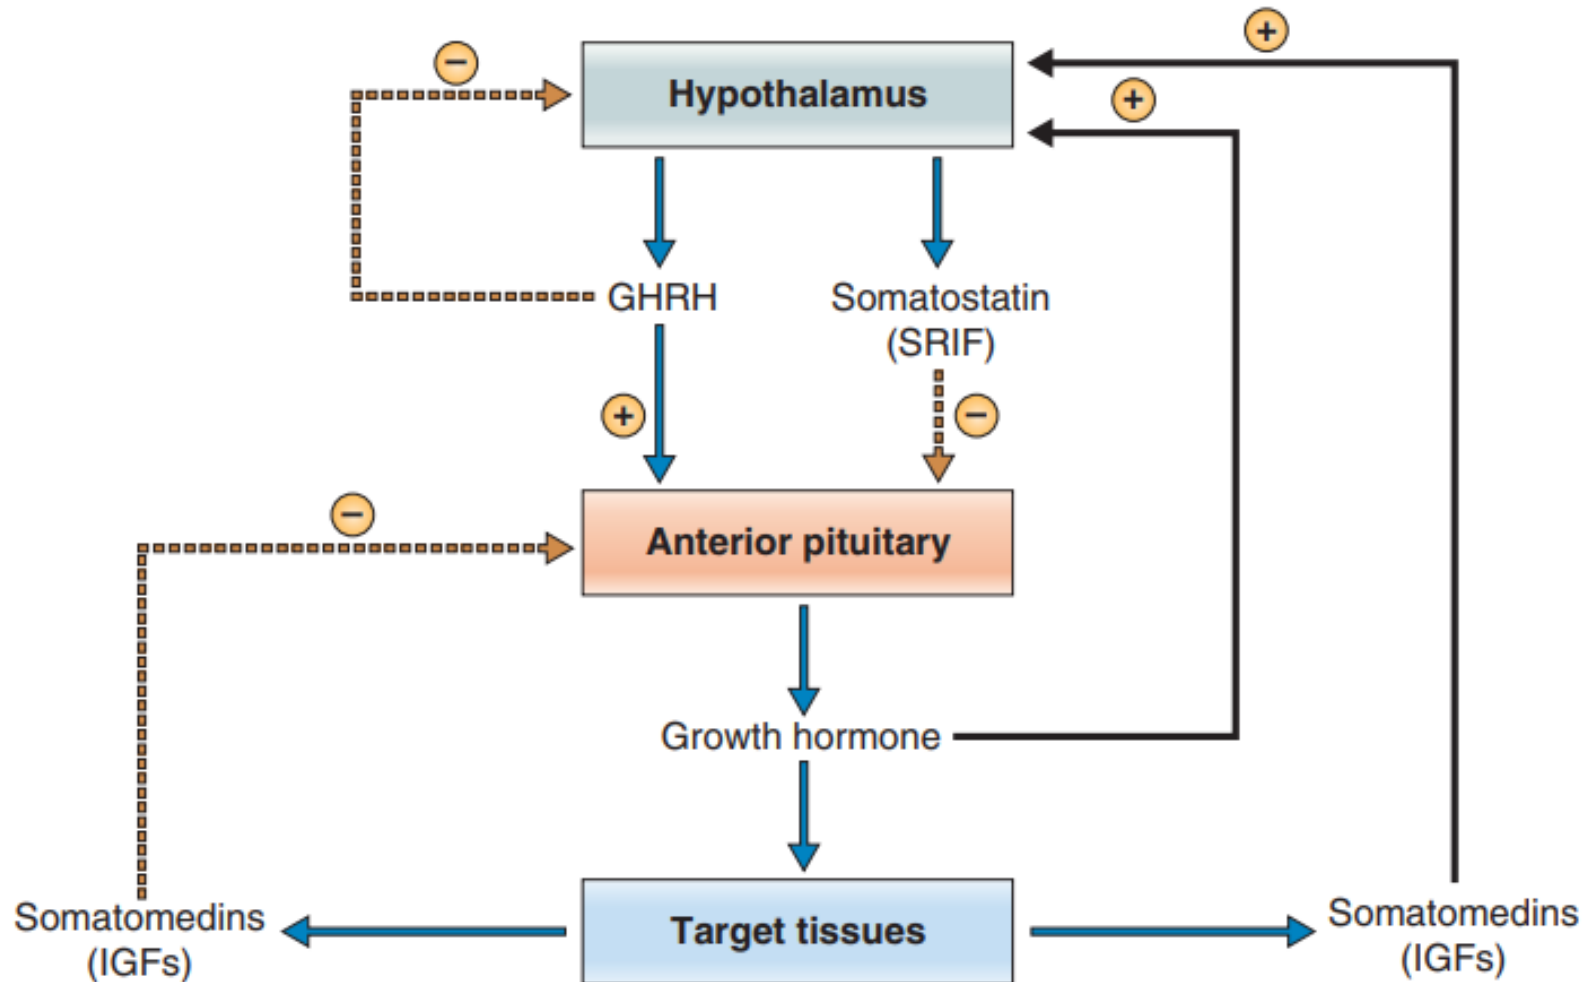 +
−
Hypothalamus
+
GHRH
Somatostatin
(SRIF)
+
−
−
Anterior pituitary
Growth hormone
Somatomedins
(IGFs)
Target tissues
Somatomedins
(IGFs)